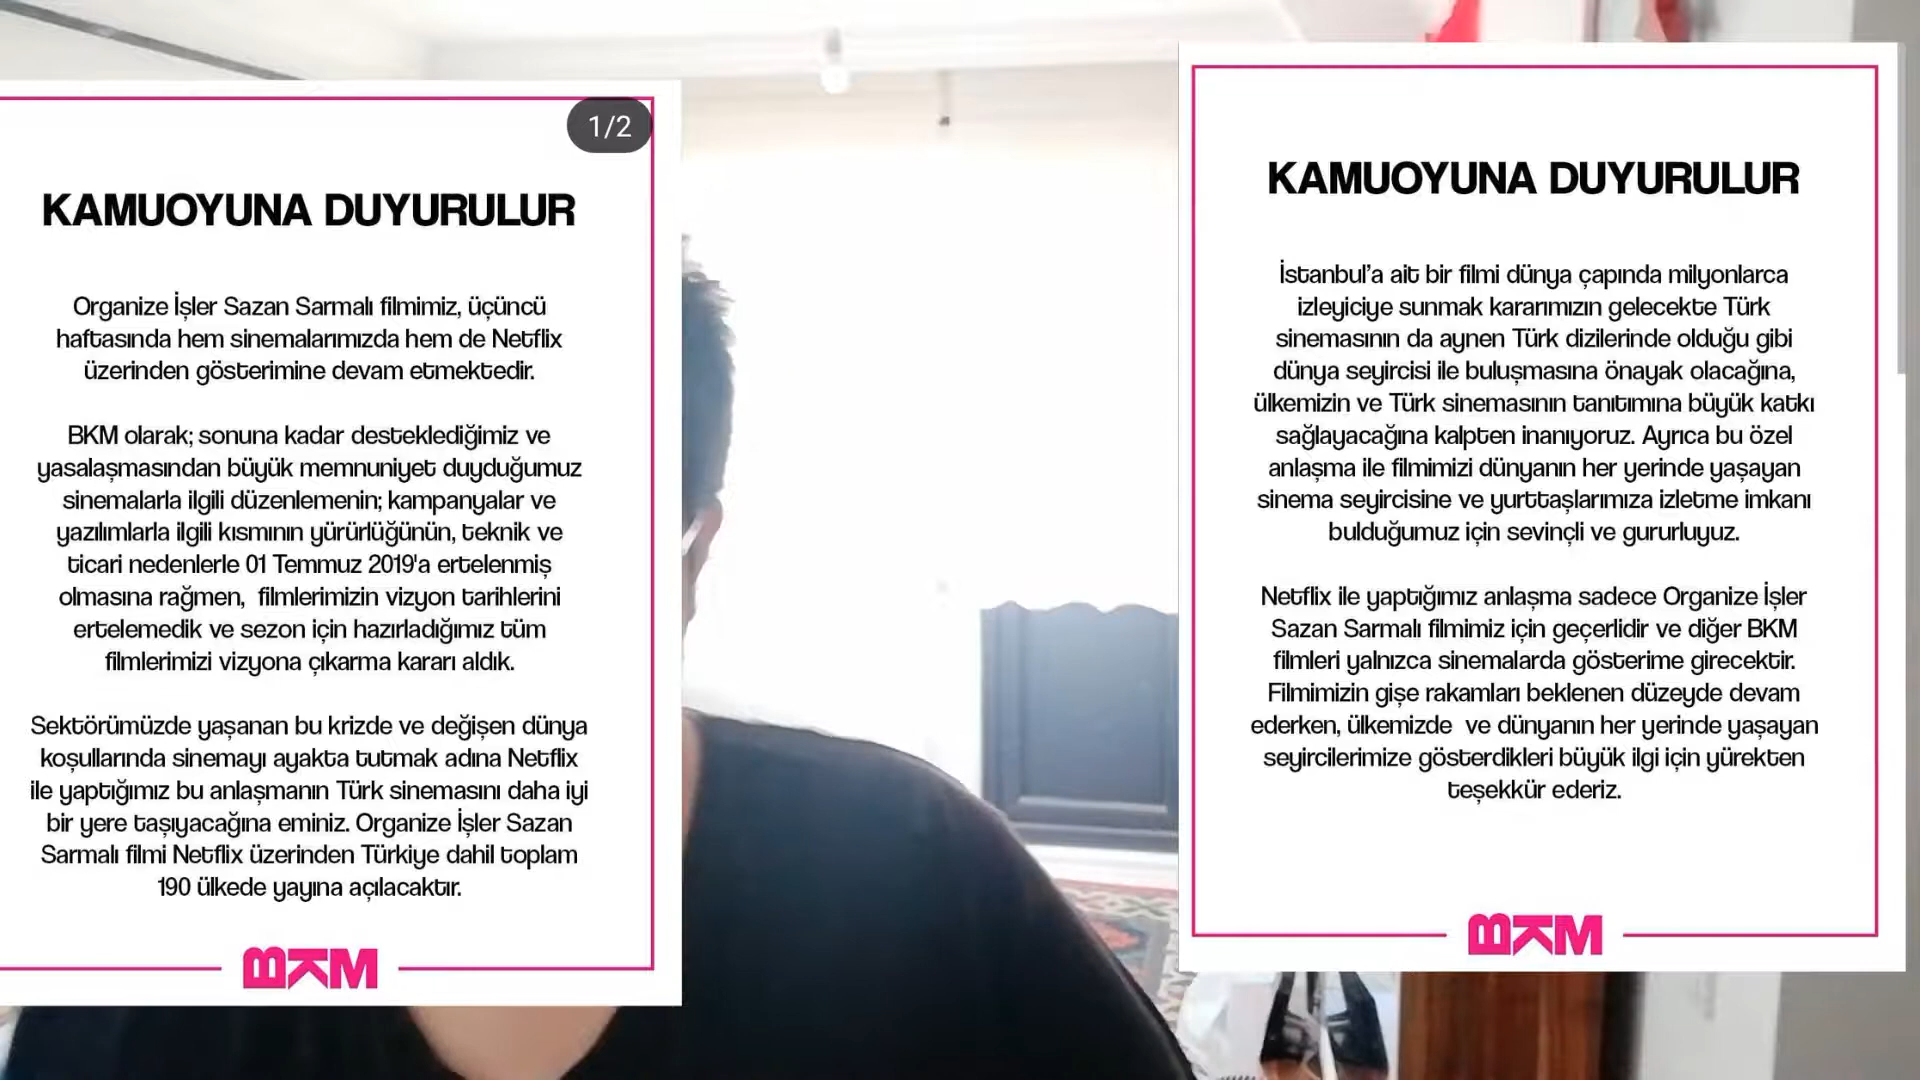 1/2
KAMUOYUNA DUYURULUR
Organize İşler Sazan Sarmalı filmimiz, üçüncü
haftasında hem sinemalarımızda hem de Netflix
üzerinden gösterimine devam etmektedir.
BKM olarak; sonuna kadar desteklediğimiz ve
yasalaşmasından büyük memnuniyet duyduğumuz
sinemalarla ilgili düzenlemenin; kampanyalar ve
yazılımlarla ilgili kısmının yürürlüğünün, teknik ve
ticari nedenlerle 01 Temmuz 2019'a ertelenmiş
olmasına rağmen,  filmlerimizin vizyon tarihlerini
ertelemedik ve sezon için hazırladığımız tüm
filmlerimizi vizyona çıkarma kararı aldık.
Sektörümüzde yaşanan bu krizde ve değişen dünya
koşullarında sinemayı ayakta tutmak adına Netflix
ile yaptığımız bu anlaşmanın Türk sinemasını daha iyi
bir yere taşıyacağına eminiz. Organize İşler Sazan
Sarmalı filmi Netflix üzerinden Türkiye dahil toplam
190 ülkede yayına açılacaktır.
BKM
KAMUOYUNA DUYURULUR
İstanbul'a ait bir filmi dünya çapında milyonlarca
izleyiciye sunmak kararımızın gelecekte Türk
sinemasının da aynen Türk dizilerinde olduğu gibi
dünya seyircisi ile buluşmasına önayak olacağına,
ülkemizin ve Türk sinemasının tanıtımına büyük katkı
sağlayacağına kalpten inanıyoruz. Ayrıca bu özel
anlaşma ile filmimizi dünyanın her yerinde yaşayan
sinema seyircisine ve yurttaşlarımıza izletme imkanı
bulduğumuz için sevinçli ve gururluyuz.
Netflix ile yaptığımız anlaşma sadece Organize İşler
Sazan Sarmalı filmimiz için geçerlidir ve diğer BKM
filmleri yalnızca sinemalarda gösterime girecektir.
Filmimizin gişe rakamları beklenen düzeyde devam
ederken, ülkemizde  ve dünyanın her yerinde yaşayan
seyircilerimize gösterdikleri büyük ilgi için yürekten
teşekkür ederiz.
BKM